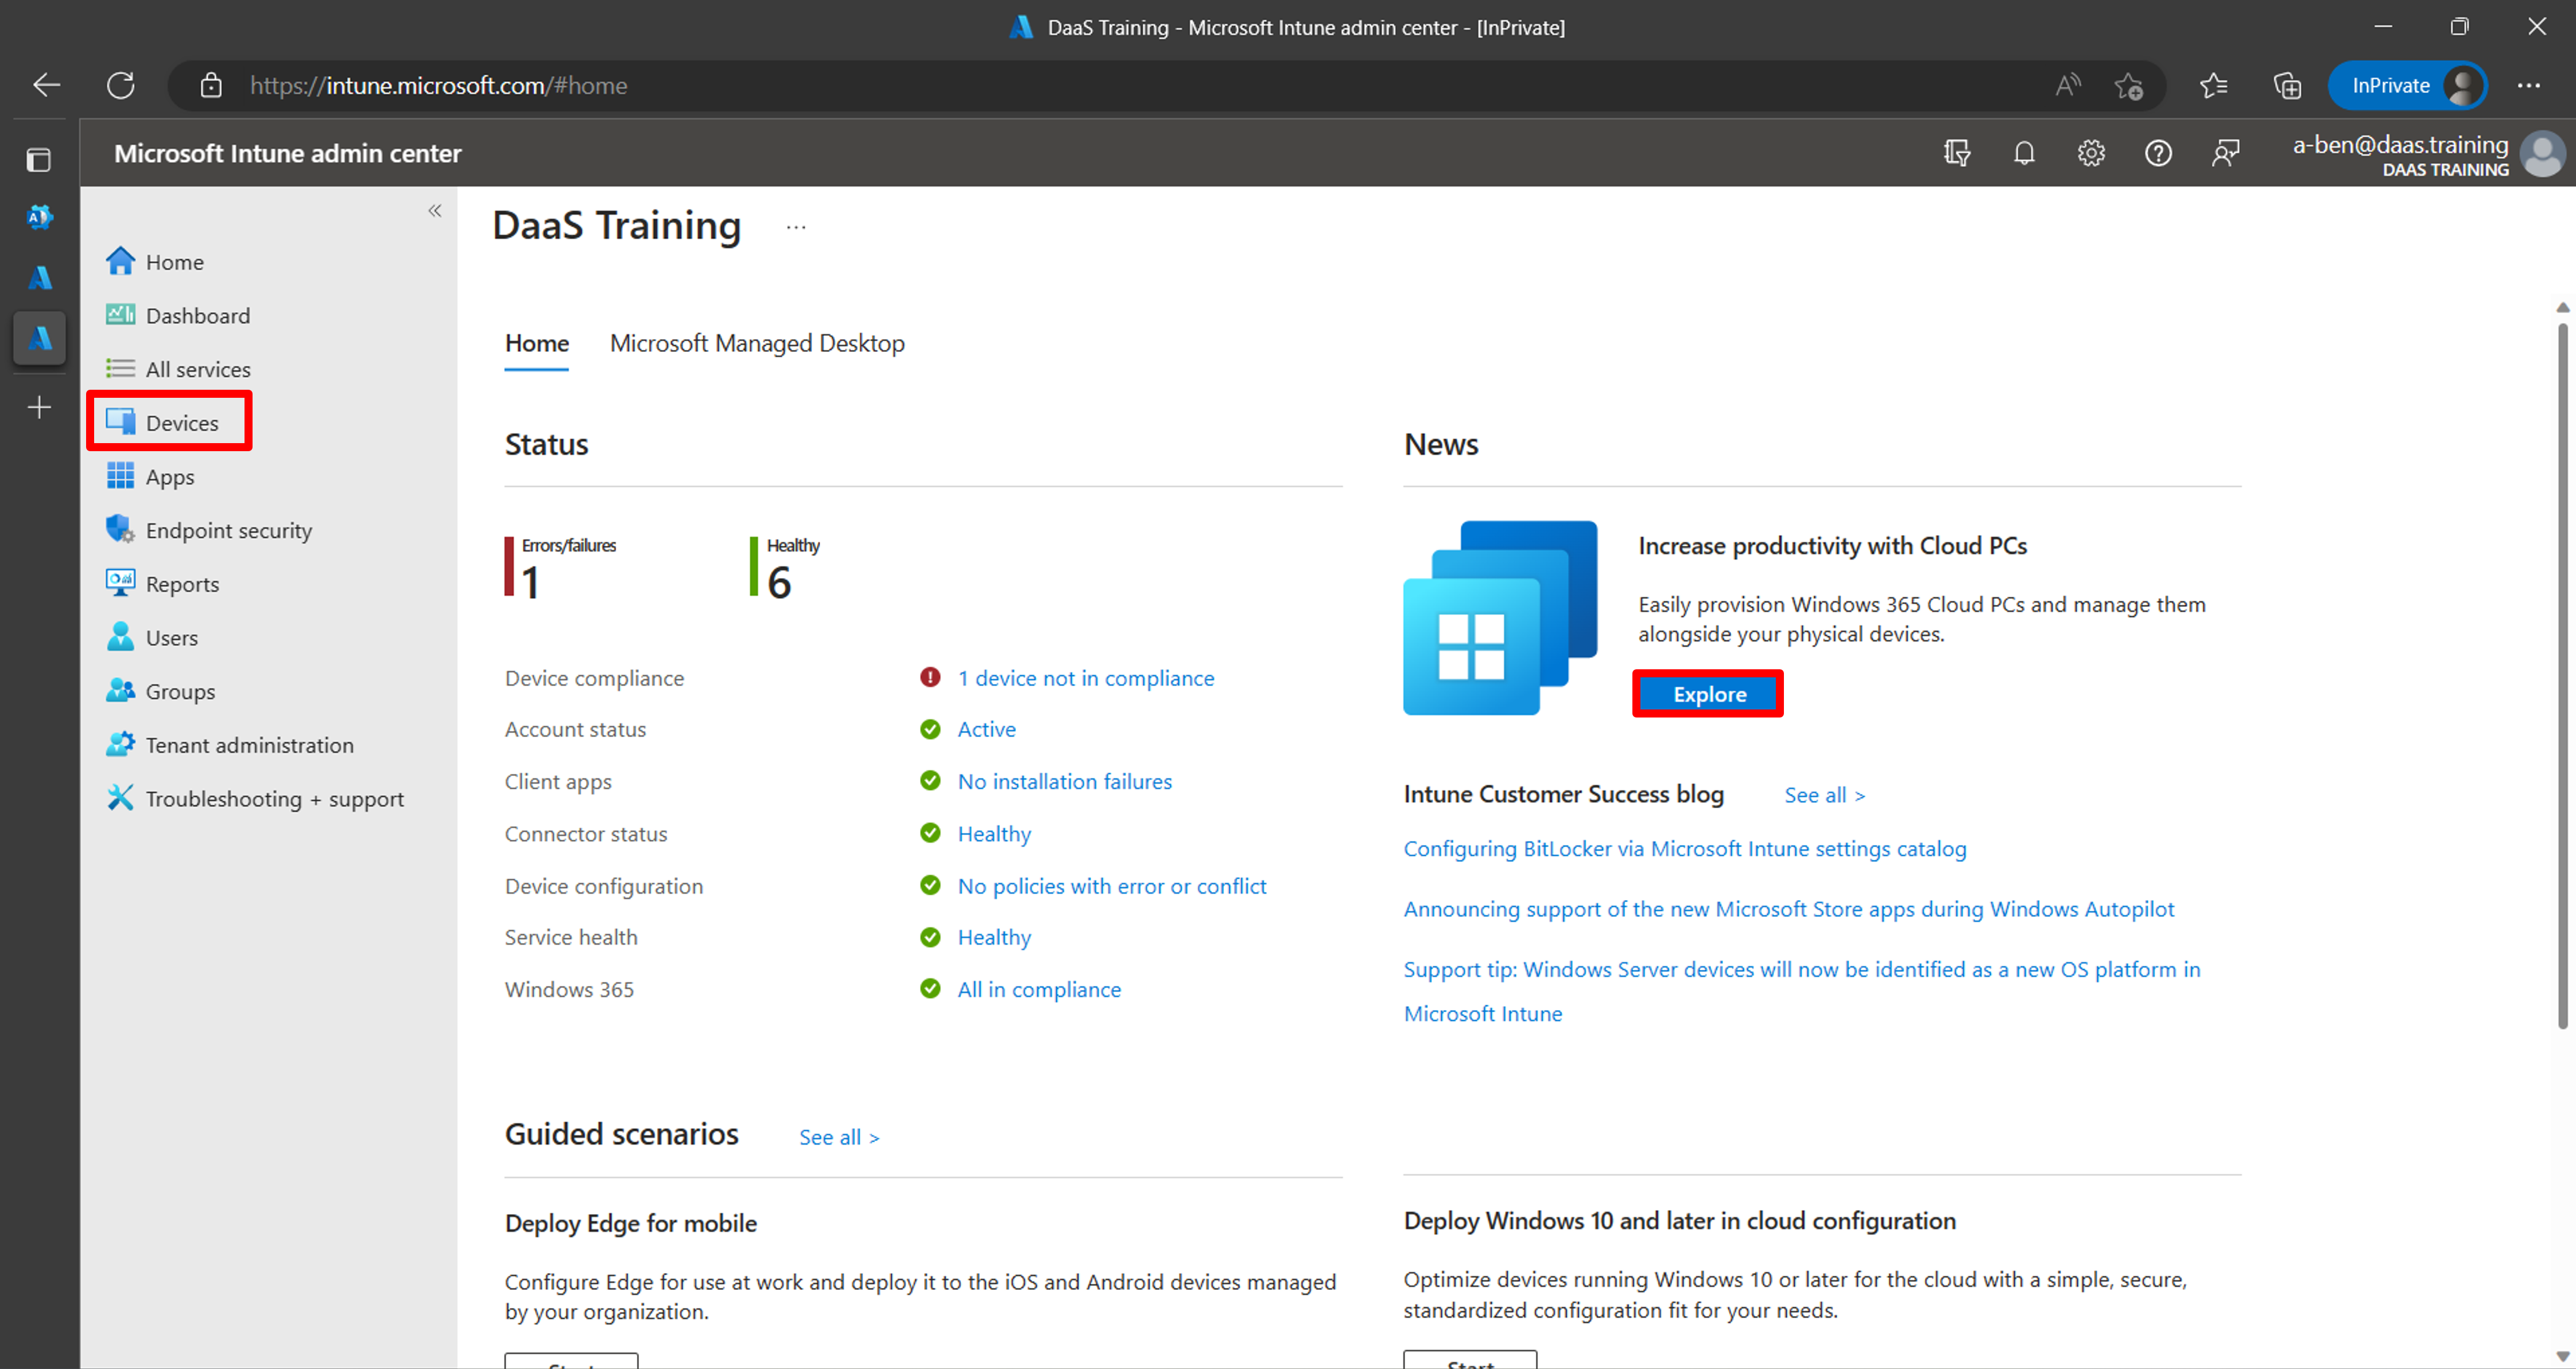 DaaS Training - Microsoft Intune admin center - [InPrivate]
https://intune.microsoft.com/#home
InPrivate
Microsoft Intune admin center
a-ben@daas.training
DAAS TRAINING
Home
Dashboard
All services
Devices
Apps
Endpoint security
Reports
Users
Groups
Tenant administration
Troubleshooting + support
DaaS Training ...
Home
Microsoft Managed Desktop
Status
Errors/failures
1
Healthy
6
Device compliance
1 device not in compliance
Account status
Active
Client apps
No installation failures
Connector status
Healthy
Device configuration
No policies with error or conflict
Service health
Healthy
Windows 365
All in compliance
News
Increase productivity with Cloud PCs
Easily provision Windows 365 Cloud PCs and manage them
alongside your physical devices.
Explore
Intune Customer Success blog
See all >
Configuring BitLocker via Microsoft Intune settings catalog
Announcing support of the new Microsoft Store apps during Windows Autopilot
Support tip: Windows Server devices will now be identified as a new OS platform in
Microsoft Intune
Guided scenarios
See all >
Deploy Edge for mobile
Configure Edge for use at work and deploy it to the iOS and Android devices managed
by your organization.
Deploy Windows 10 and later in cloud configuration
Optimize devices running Windows 10 or later for the cloud with a simple, secure,
standardized configuration fit for your needs.
Start